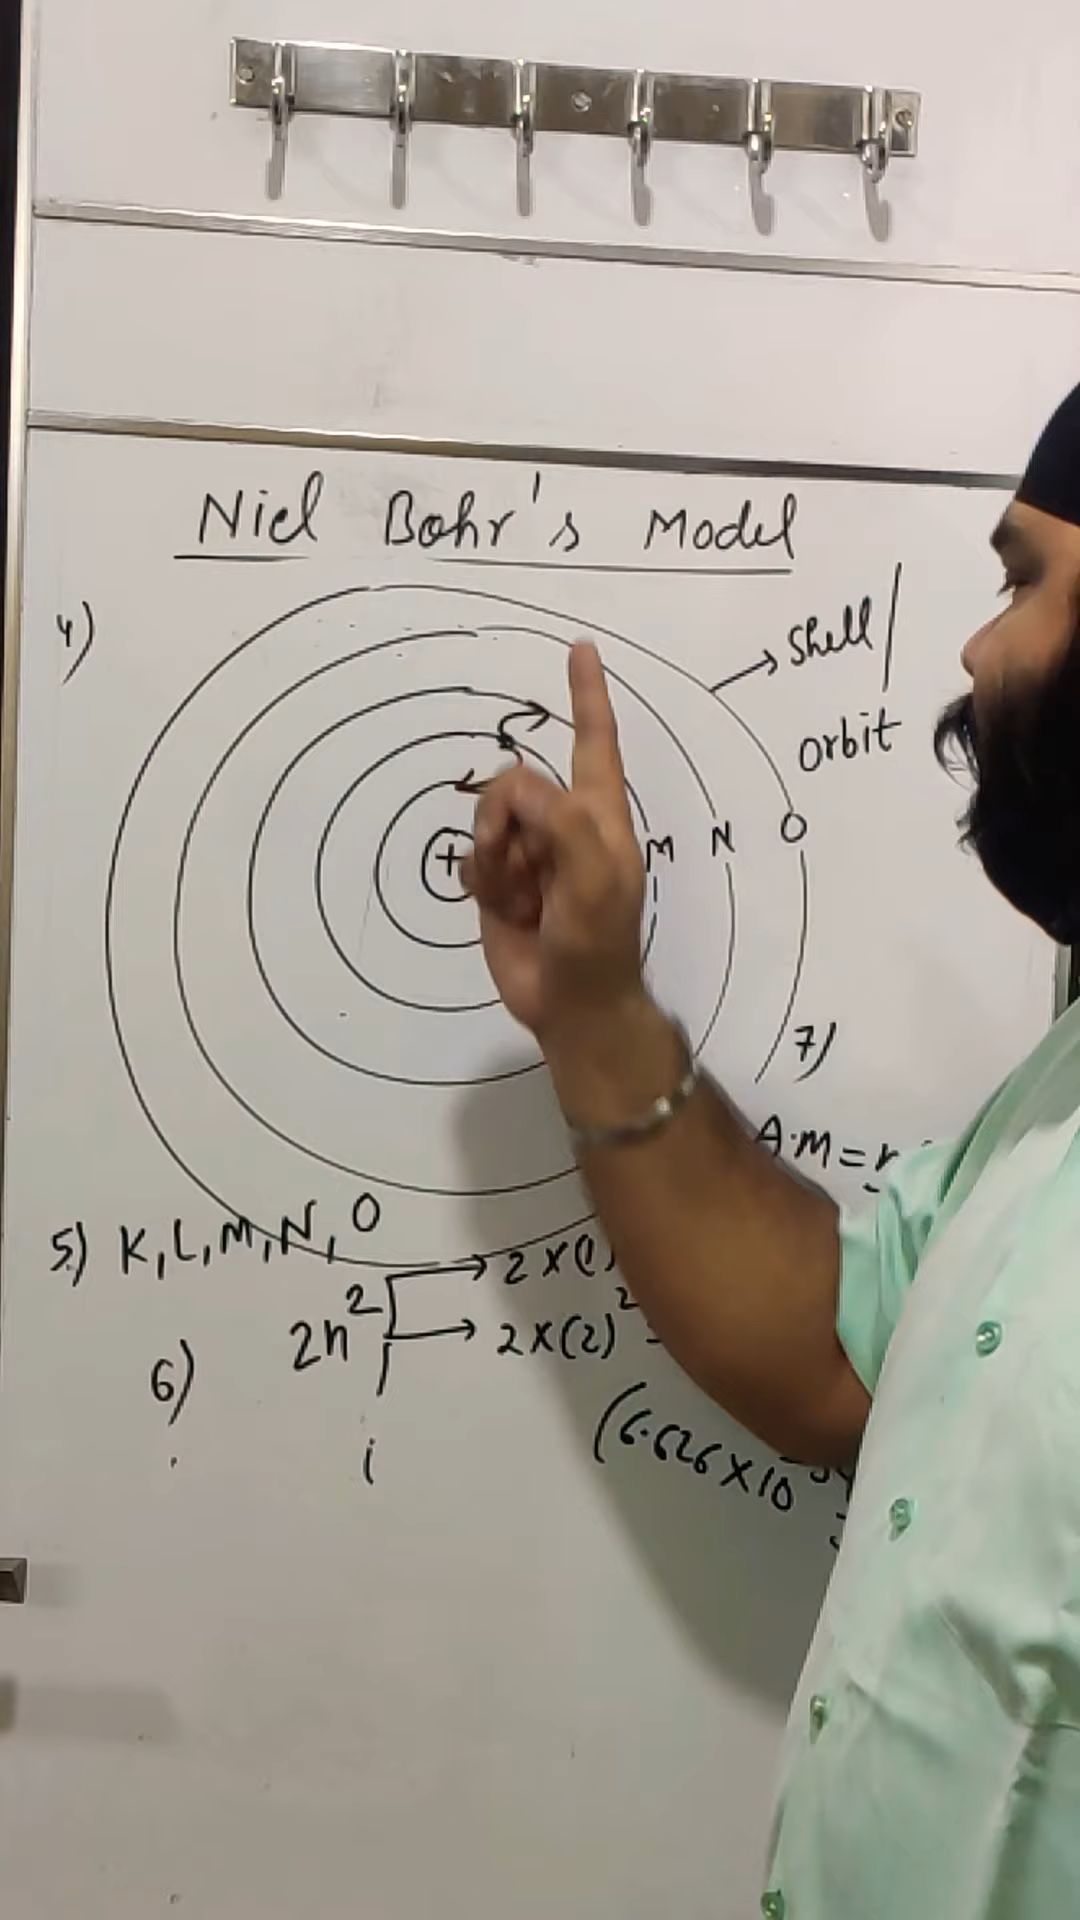 Niel Bohr's Model
4)
shell/
orbit
+
M N O
7)
A.M =
5) K, L, M, N, O
2n² → 2 x (1)
→ 2 x (2)²
6)
(6.626 x 10